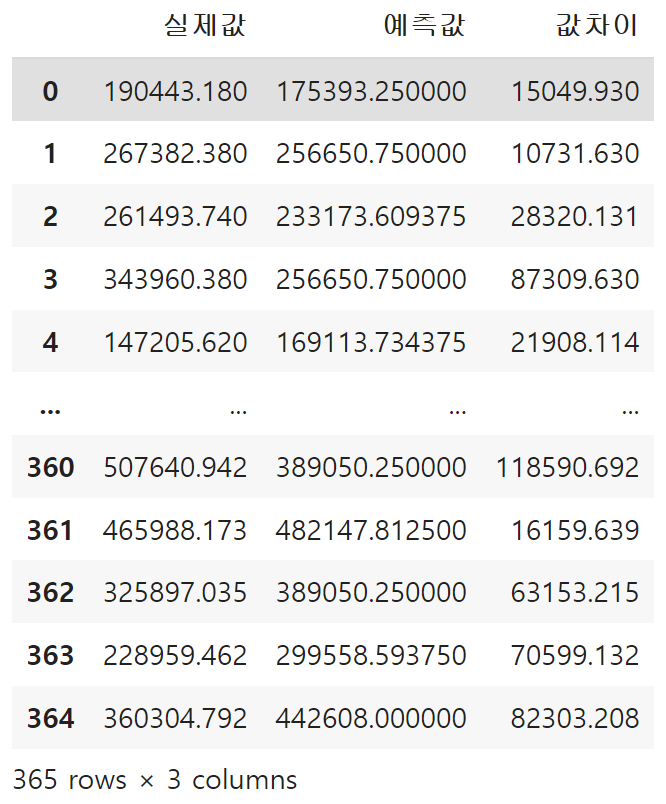 실제값 예측값 값차이
0 190443.180 175393.250000 15049.930
1 267382.380 256650.750000 10731.630
2 261493.740 233173.609375 28320.131
3 343960.380 256650.750000 87309.630
4 147205.620 169113.734375 21908.114
... ... ... ...
360 507640.942 389050.250000 118590.692
361 465988.173 482147.812500 16159.639
362 325897.035 389050.250000 63153.215
363 228959.462 299558.593750 70599.132
364 360304.792 442608.000000 82303.208
365 rows × 3 columns